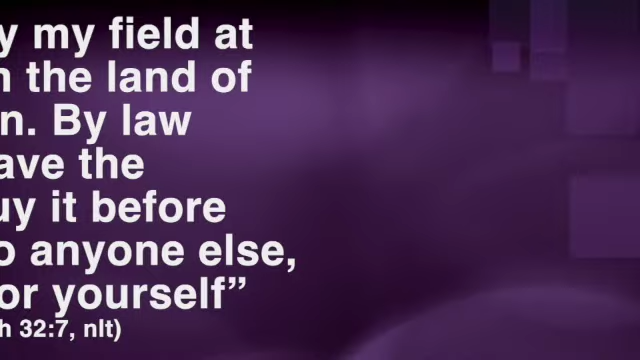 y my field at
the land of
n. By law
ave the
uy it before
o anyone else,
or yourself”
h 32:7, nlt)